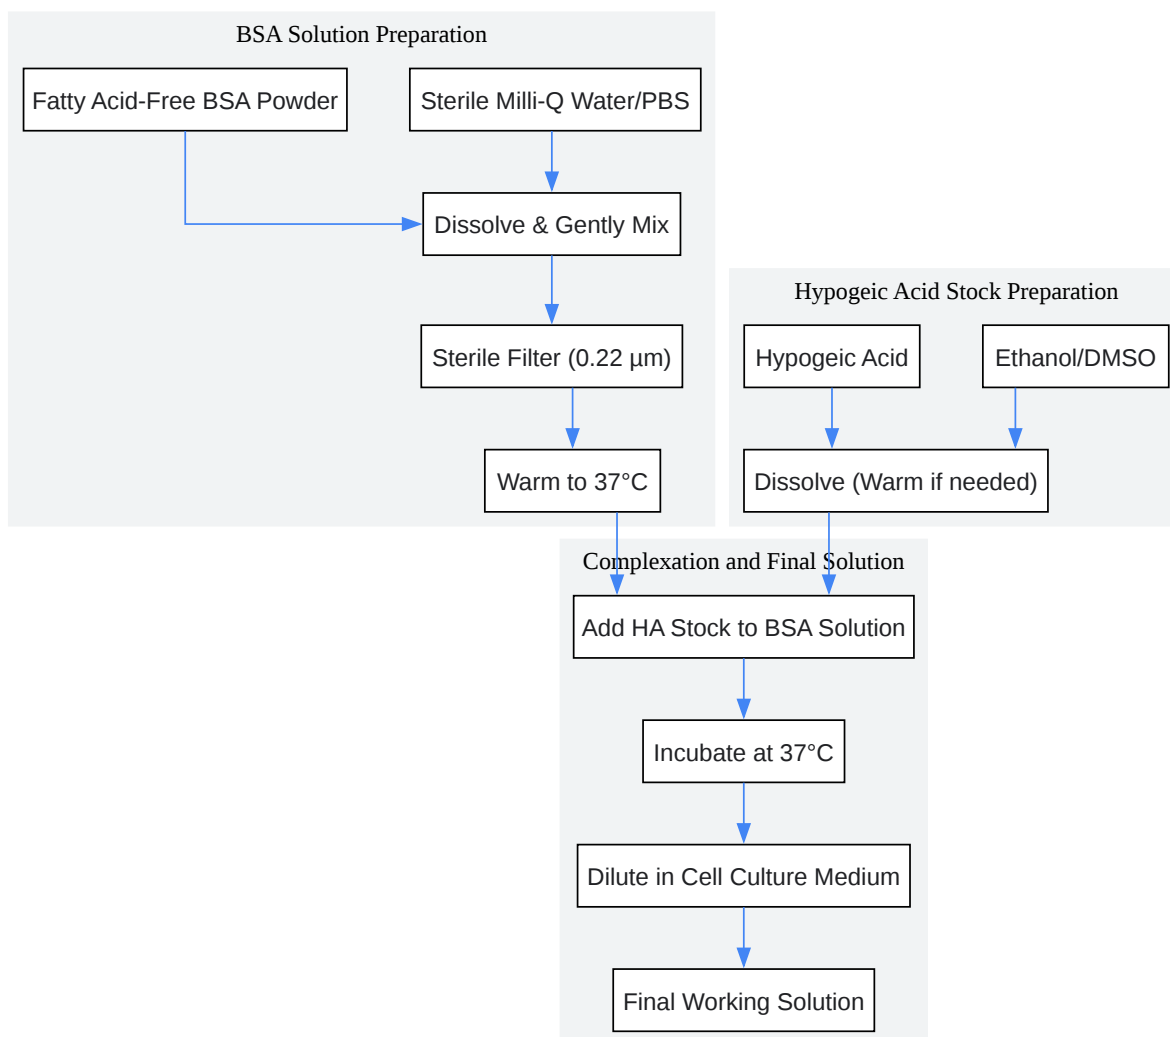 BSA Solution Preparation
Fatty Acid-Free BSA Powder
Sterile Milli-Q Water/PBS
Dissolve & Gently Mix
Sterile Filter (0.22 µm)
Warm to 37°C
Hypogeic Acid Stock Preparation
Hypogeic Acid
Ethanol/DMSO
Dissolve (Warm if needed)
Complexation and Final Solution
Add HA Stock to BSA Solution
Incubate at 37°C
Dilute in Cell Culture Medium
Final Working Solution